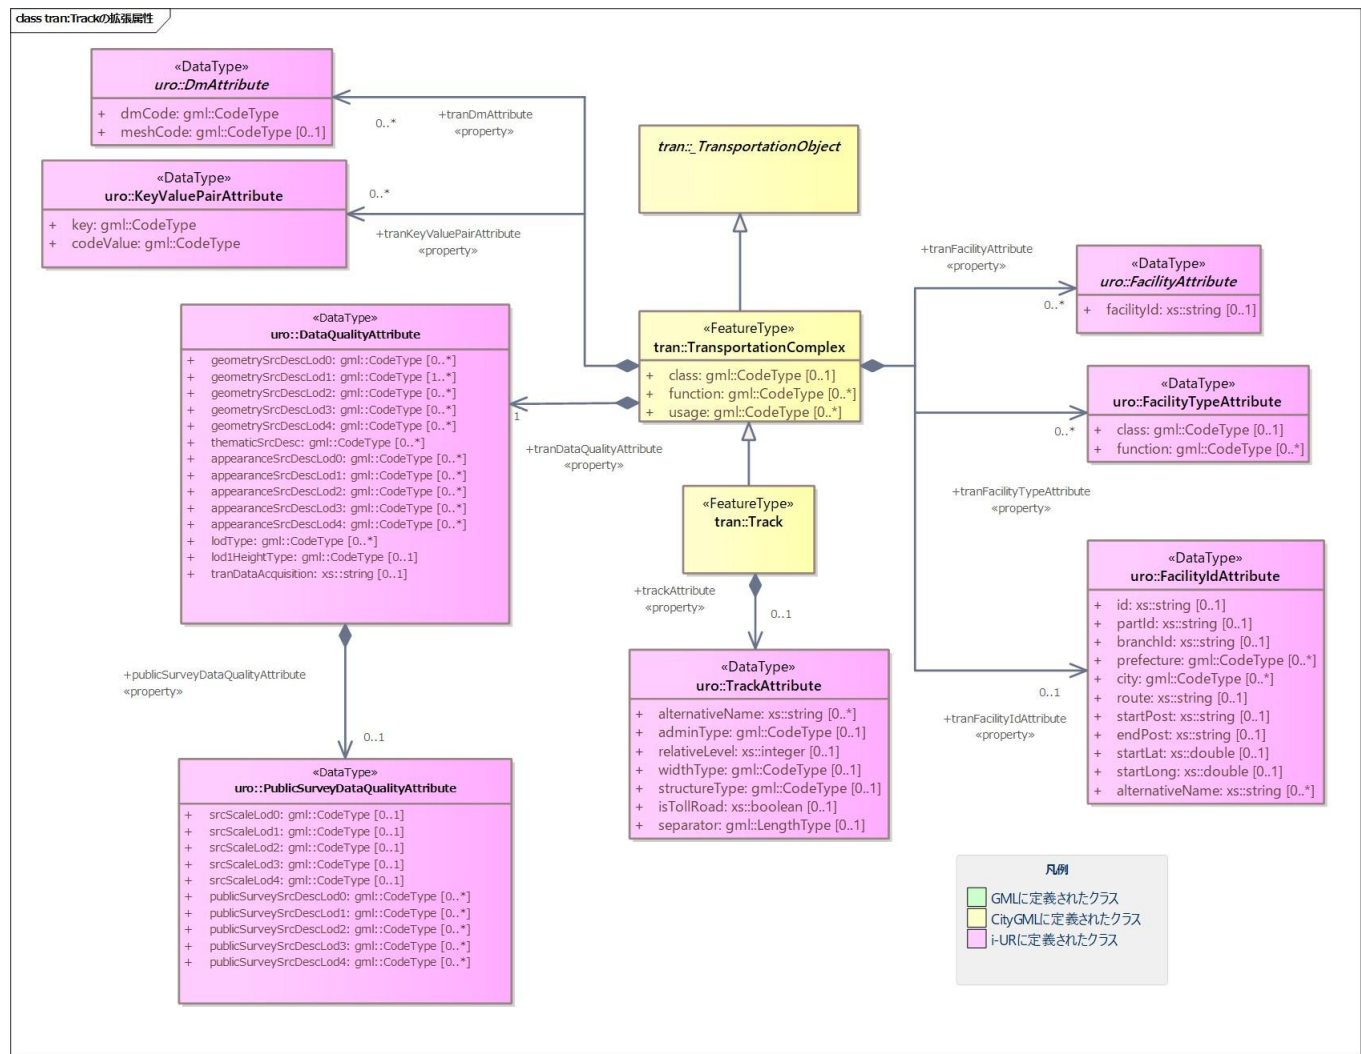 class tran:Trackの拡張属性
«DataType»
uro::DmAttribute
+ dmCode: gml::CodeType
+ meshCode: gml::CodeType [0..1]
0..*
+tranDmAttribute
«property»
«DataType»
uro::KeyValuePairAttribute
+ key: gml::CodeType
+ codeValue: gml::CodeType
0..*
+tranKeyValuePairAttribute
«property»
tran::_TransportationObject
«FeatureType»
tran::TransportationComplex
+ class: gml::CodeType [0..1]
+ function: gml::CodeType [0..*]
+ usage: gml::CodeType [0..*]
+tranFacilityAttribute
«property»
0..*
«DataType»
uro::FacilityAttribute
+ facilityId: xs::string [0..1]
«DataType»
uro::FacilityTypeAttribute
+ class: gml::CodeType [0..1]
+ function: gml::CodeType [0..*]
0..*
+tranFacilityTypeAttribute
«property»
«DataType»
uro::DataQualityAttribute
+ geometrySrcDescLod0: gml::CodeType [0..*]
+ geometrySrcDescLod1: gml::CodeType [1..*]
+ geometrySrcDescLod2: gml::CodeType [0..*]
+ geometrySrcDescLod3: gml::CodeType [0..*]
+ geometrySrcDescLod4: gml::CodeType [0..*]
+ thematicSrcDesc: gml::CodeType [0..*]
+ appearanceSrcDescLod0: gml::CodeType [0..*]
+ appearanceSrcDescLod1: gml::CodeType [0..*]
+ appearanceSrcDescLod2: gml::CodeType [0..*]
+ appearanceSrcDescLod3: gml::CodeType [0..*]
+ appearanceSrcDescLod4: gml::CodeType [0..*]
+ lodType: gml::CodeType [0..*]
+ lod1HeightType: gml::CodeType [0..1]
+ tranDataAcquisition: xs::string [0..1]
1
+tranDataQualityAttribute
«property»
«FeatureType»
tran::Track
+trackAttribute
«property»
0..1
«DataType»
uro::FacilityIdAttribute
+ id: xs::string [0..1]
+ partId: xs::string [0..1]
+ branchId: xs::string [0..1]
+ prefecture: gml::CodeType [0..*]
+ city: gml::CodeType [0..*]
+ route: xs::string [0..1]
+ startPost: xs::string [0..1]
+ endPost: xs::string [0..1]
+ startLat: xs::double [0..1]
+ startLong: xs::double [0..1]
+ alternativeName: xs::string [0..*]
0..1
+tranFacilityIdAttribute
«property»
+publicSurveyDataQualityAttribute
«property»
0..1
«DataType»
uro::TrackAttribute
+ alternativeName: xs::string [0..*]
+ adminType: gml::CodeType [0..1]
+ relativeLevel: xs::integer [0..1]
+ widthType: gml::CodeType [0..1]
+ structureType: gml::CodeType [0..1]
+ isTollRoad: xs::boolean [0..1]
+ separator: gml::LengthType [0..1]
«DataType»
uro::PublicSurveyDataQualityAttribute
+ srcScaleLod0: gml::CodeType [0..1]
+ srcScaleLod1: gml::CodeType [0..1]
+ srcScaleLod2: gml::CodeType [0..1]
+ srcScaleLod3: gml::CodeType [0..1]
+ srcScaleLod4: gml::CodeType [0..1]
+ publicSurveySrcDescLod0: gml::CodeType [0..*]
+ publicSurveySrcDescLod1: gml::CodeType [0..*]
+ publicSurveySrcDescLod2: gml::CodeType [0..*]
+ publicSurveySrcDescLod3: gml::CodeType [0..*]
+ publicSurveySrcDescLod4: gml::CodeType [0..*]
凡例
GMLに定義されたクラス
CityGMLに定義されたクラス
i-URに定義されたクラス